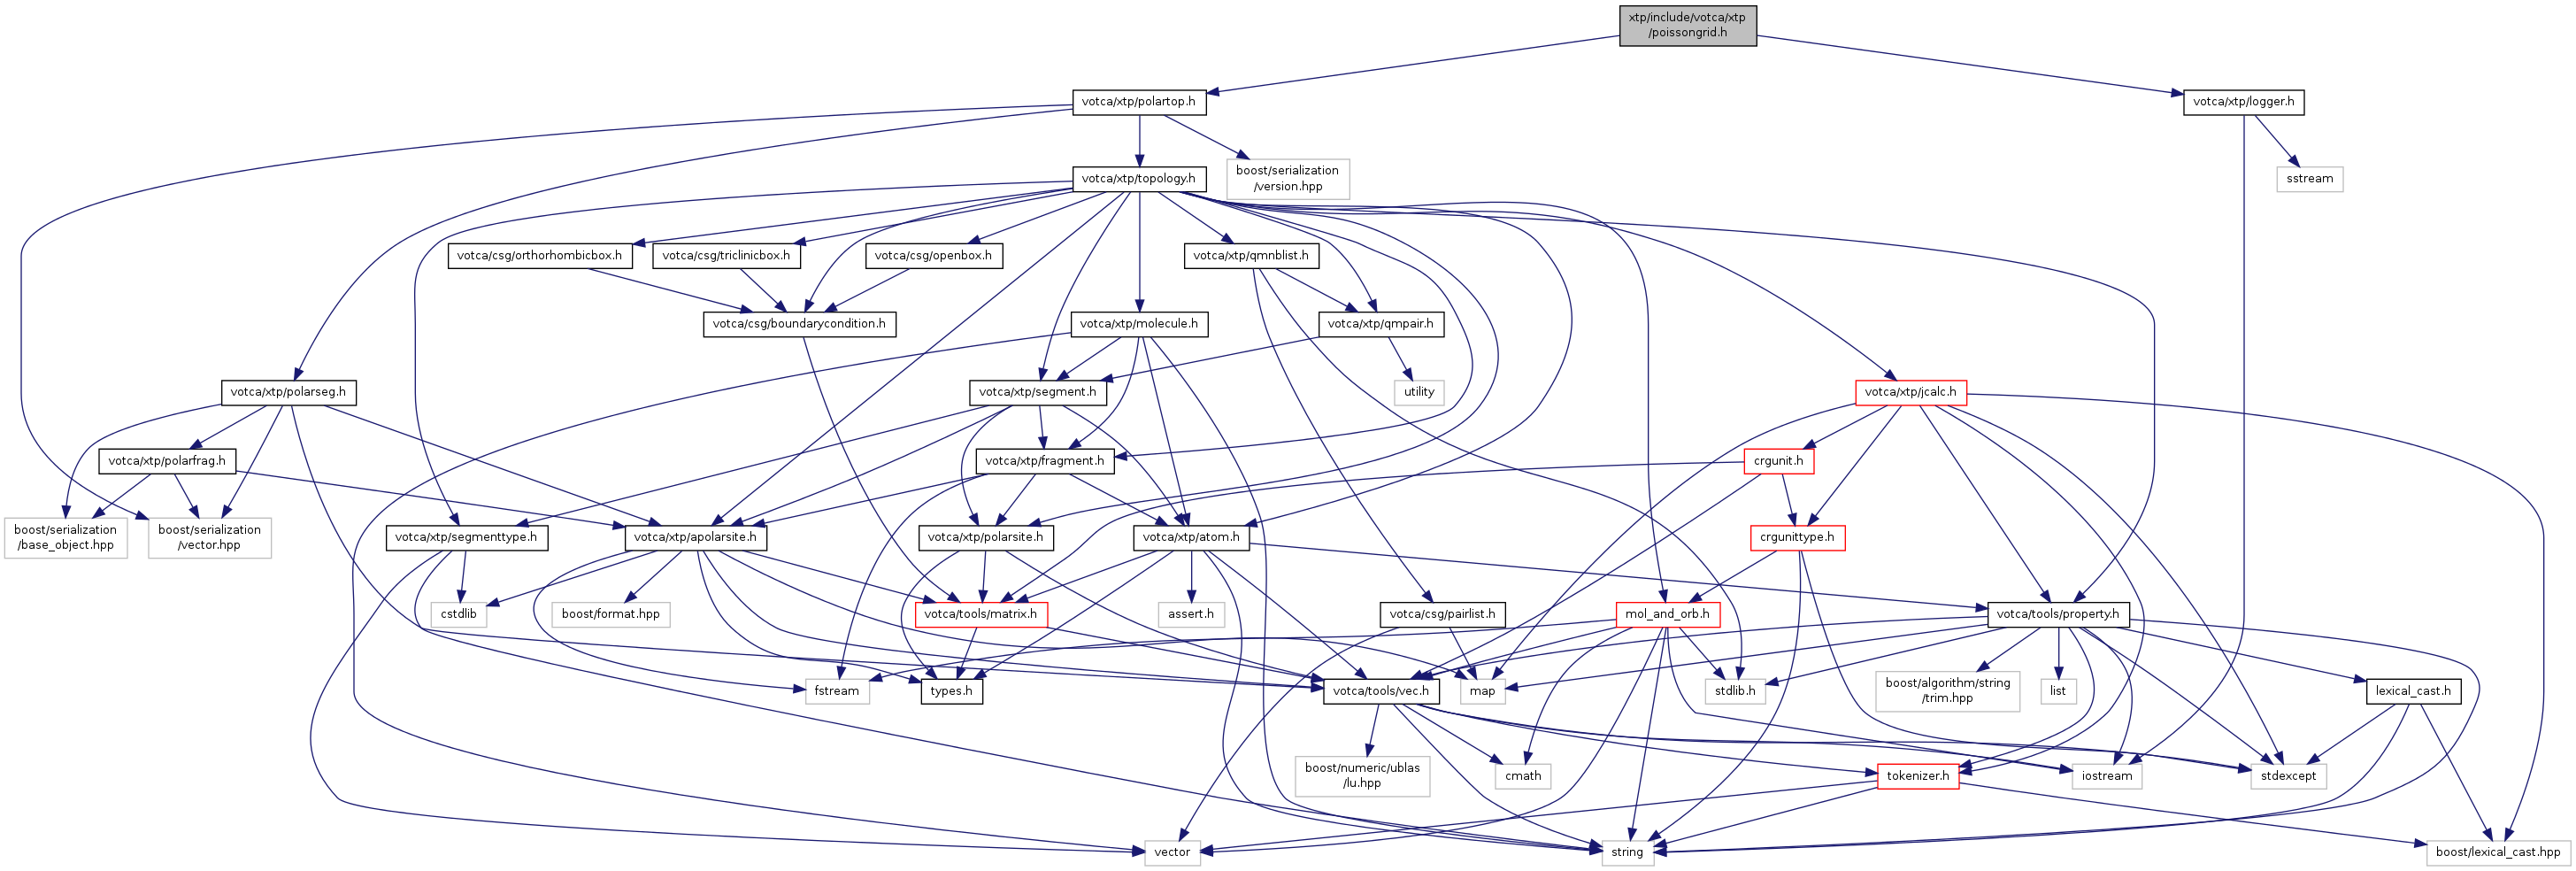 xtp/include/votca/xtp
/poissongrid.h
votca/xtp/polartop.h
votca/xtp/logger.h
votca/xtp/topology.h
boost/serialization
/version.hpp
sstream
votca/csg/orthorhombicbox.h
votca/csg/triclinicbox.h
votca/csg/openbox.h
votca/xtp/qmnblist.h
votca/csg/boundarycondition.h
votca/xtp/molecule.h
votca/xtp/qmpair.h
votca/xtp/polarseg.h
votca/xtp/segment.h
utility
votca/xtp/jcalc.h
votca/xtp/polarfrag.h
votca/xtp/fragment.h
crgunit.h
boost/serialization
/base_object.hpp
boost/serialization
/vector.hpp
votca/xtp/segmenttype.h
votca/xtp/apolarsite.h
votca/xtp/polarsite.h
votca/xtp/atom.h
crgunittype.h
cstdlib
boost/format.hpp
votca/tools/matrix.h
assert.h
votca/csg/pairlist.h
mol_and_orb.h
votca/tools/property.h
fstream
types.h
votca/tools/vec.h
map
stdlib.h
boost/algorithm/string
/trim.hpp
list
lexical_cast.h
boost/numeric/ublas
/lu.hpp
cmath
tokenizer.h
iostream
stdexcept
vector
string
boost/lexical_cast.hpp